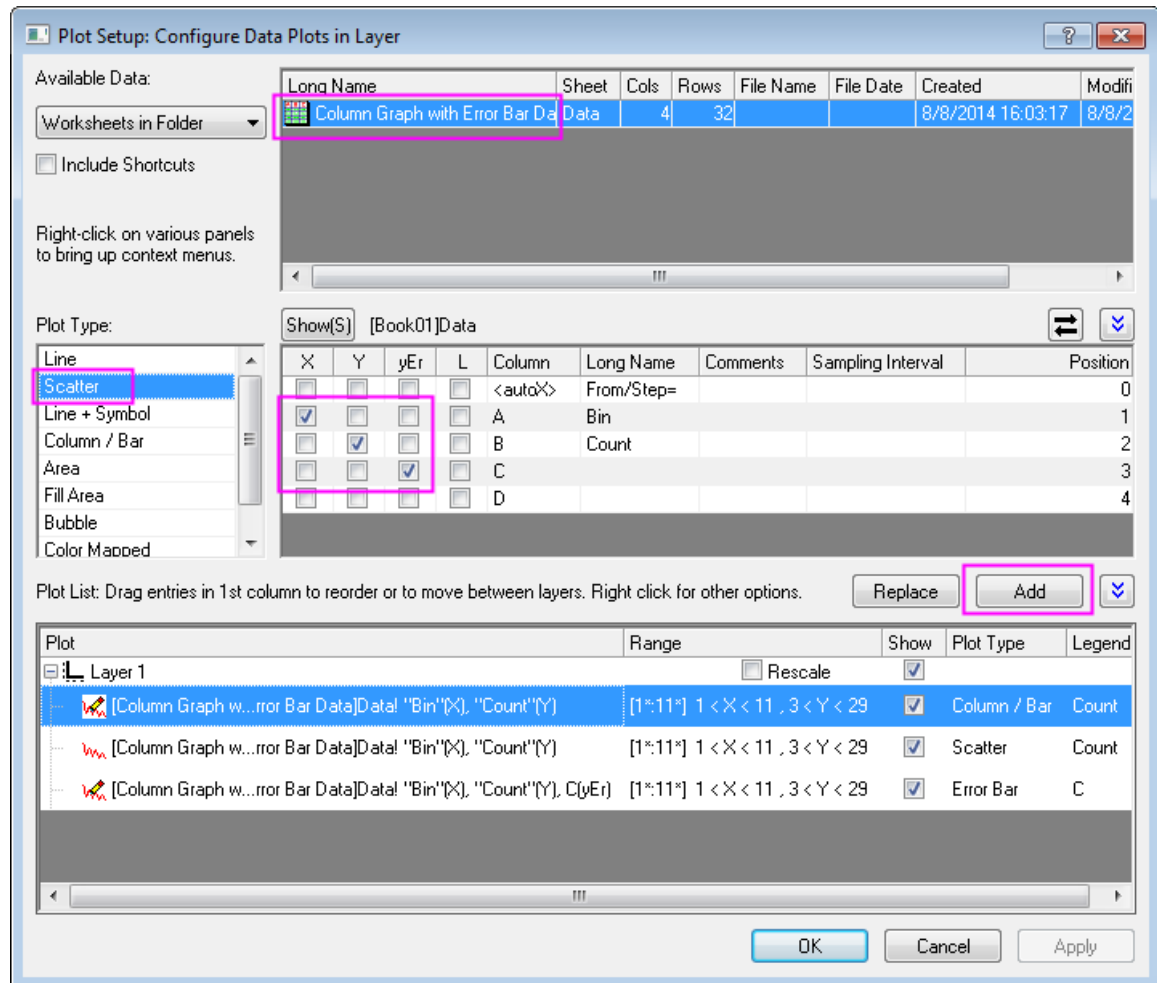 Plot Setup: Configure Data Plots in Layer
Available Data:
Worksheets in Folder
Include Shortcuts
Right-click on various panels
to bring up context menus.
Long Name Sheet Cols Rows File Name File Date Created Modifi
Column Graph with Error Bar Da Data 4 32 8/8/2014 16:03:17 8/8/2
Plot Type:
Line
Scatter
Line + Symbol
Column / Bar
Area
Fill Area
Bubble
Color Mapped
Show(S) [Book01]Data
X Y yEr L Column Long Name Comments Sampling Interval Position
<autoX> From/Step= 0
A Bin 1
B Count 2
C 3
D 4
Plot List: Drag entries in 1st column to reorder or to move between layers. Right click for other options. Replace Add
Plot Range Show Plot Type Legend
Layer 1 Rescale
[Column Graph w...rror Bar Data]Data! "Bin"(X), "Count"(Y) [1*:11*] 1 < X < 11 , 3 < Y < 29 Column / Bar Count
[Column Graph w...rror Bar Data]Data! "Bin"(X), "Count"(Y) [1*:11*] 1 < X < 11 , 3 < Y < 29 Scatter Count
[Column Graph w...rror Bar Data]Data! "Bin"(X), "Count"(Y), C(yEr) [1*:11*] 1 < X < 11 , 3 < Y < 29 Error Bar C
OK Cancel Apply